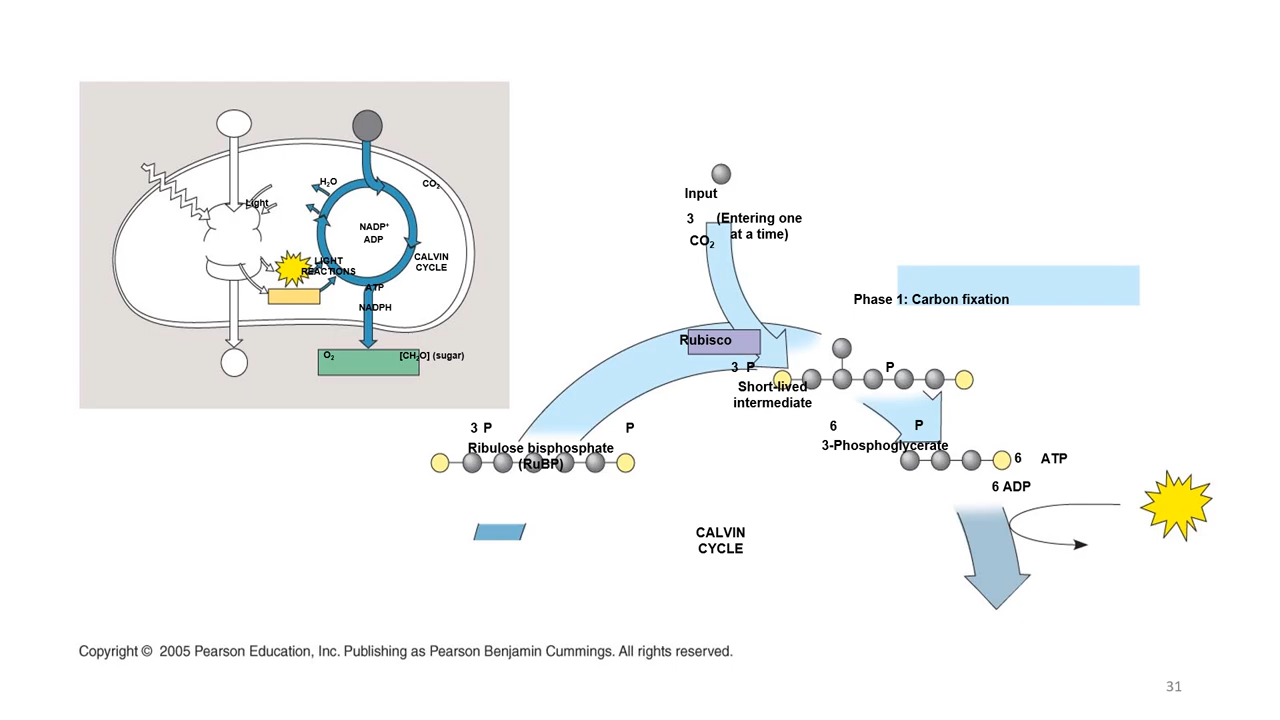 H₂O
CO₂
Light
NADP⁺
ADP
CALVIN
CYCLE
LIGHT
REACTIONS
ATP
NADPH
O₂
[CH₂O] (sugar)
Input
3 (Entering one
at a time)
CO₂
Phase 1: Carbon fixation
Rubisco
3 P
P
Short-lived
intermediate
3 P
P
Ribulose bisphosphate
(RuBP)
6
P
3-Phosphoglycerate
6 ATP
6 ADP
CALVIN
CYCLE
Copyright © 2005 Pearson Education, Inc. Publishing as Pearson Benjamin Cummings. All rights reserved.
31